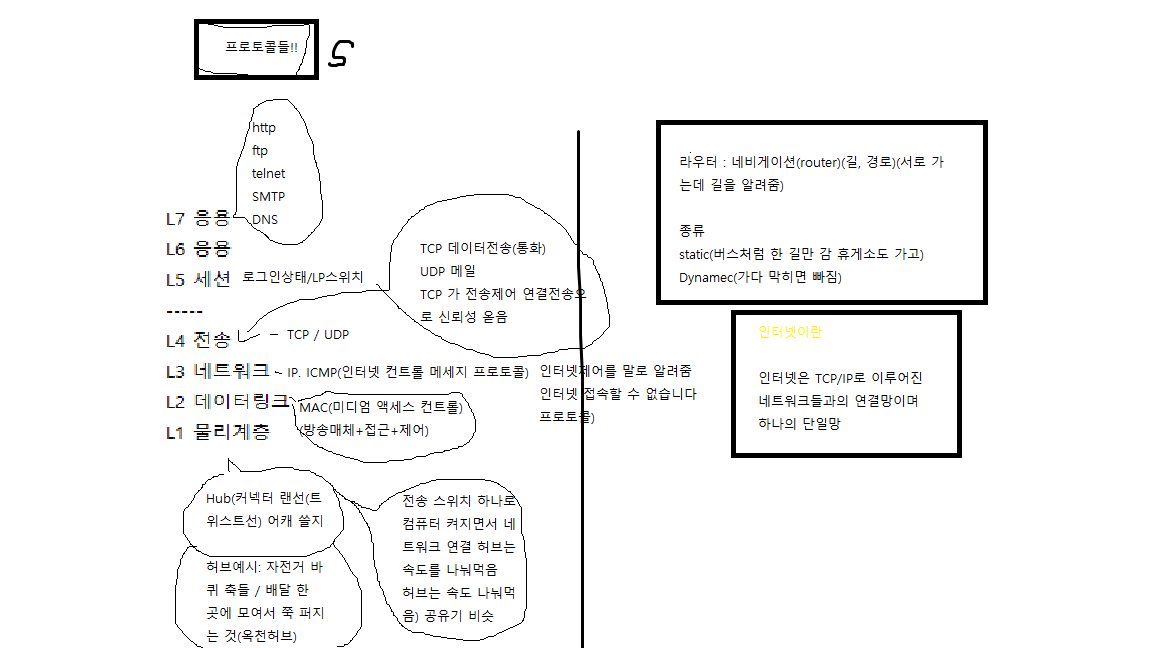 프로토콜들!!
http
ftp
telnet
SMTP
DNS
L7 응용
L6 응용
L5 세션 로그인상태/LP스위치
-----
L4 전송 - TCP / UDP
L3 네트워크 - IP. ICMP(인터넷 컨트롤 메세지 프로토콜)
L2 데이터링크
L1 물리계층
TCP 데이터전송(통화)
UDP 메일
TCP 가 전송제어 연결전송으
로 신뢰성 옫음
인터넷제어를 말로 알려줌
인터넷 접속할 수 없습니다
프로토콜)
MAC(미디엄 액세스 컨트롤)
(방송매체+접근+제어)
Hub(커넥터 랜선(트
위스트선) 어캐 쓸지
허브예시: 자전거 바
퀴 축들 / 배달 한
곳에 모여서 쭉 퍼지
는 것(옥천허브)
전송 스위치 하나로
컴퓨터 켜지면서 네
트워크 연결 허브는
속도를 나눠먹음
허브는 속도 나눠먹
음) 공유기 비슷
라우터 : 네비게이션(router)(길, 경로)(서로 가
는데 길을 알려줌)
종류
static(버스처럼 한 길만 감 휴게소도 가고)
Dynamec(가다 막히면 빠짐)
인터넷이란
인터넷은 TCP/IP로 이루어진
네트워크들과의 연결망이며
하나의 단일망